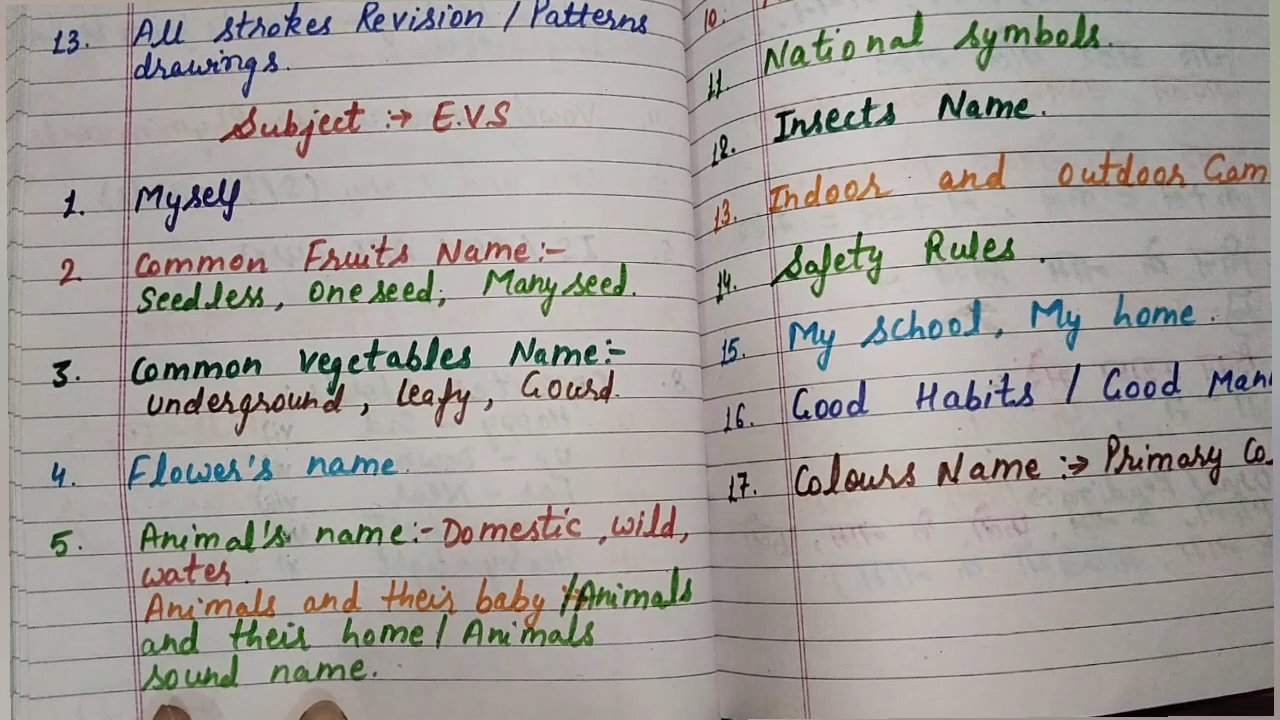 13. All strokes Revision / Patterns
drawings.
Subject :→ E.V.S
1. Myself
2 Common Fruits Name:-
Seedless, One seed, Many seed.
3. Common vegetables Name:-
underground, leafy, Gourd.
4. Flower's name.
5. Animal's name:- Domestic, wild,
water.
Animals and their baby / Animals
and their home / Animals
sound name.
10.
11. National symbols.
12. Insects Name.
13. Indoor and outdoor Gam
14. Safety Rules.
15. My school, My home.
16. Good Habits / Good Man
17. Colours Name :→ Primary Co